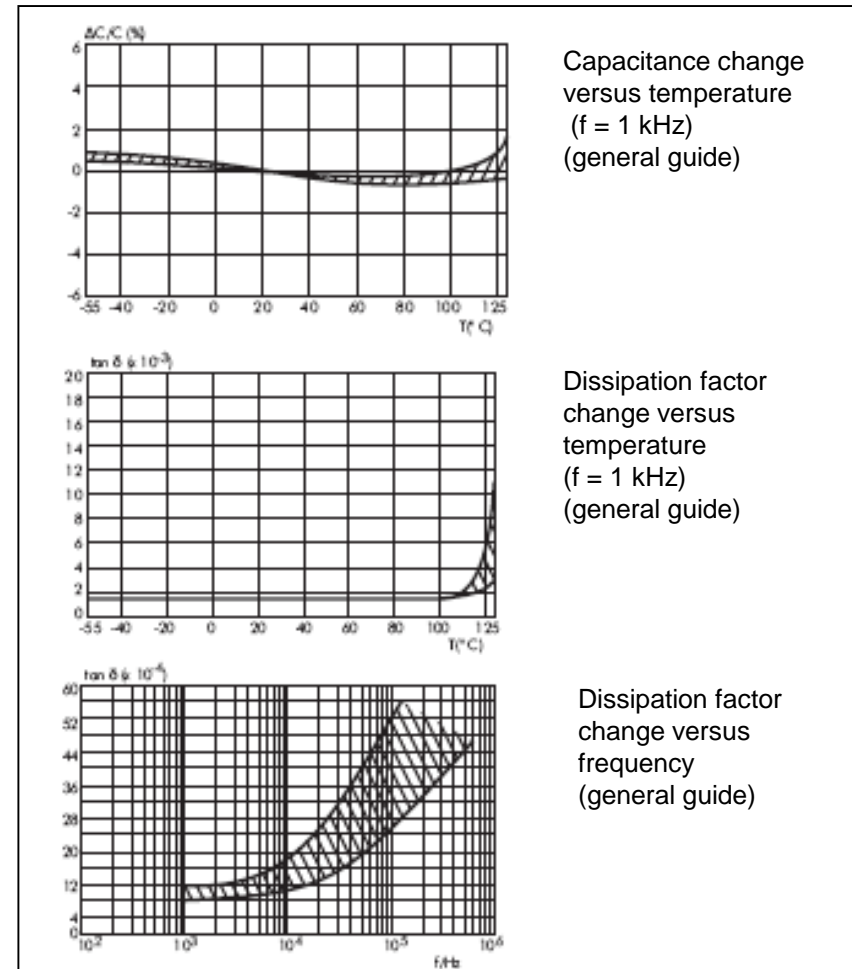 ΔC/C (%)
6
4
2
0
-2
-4
-6
-55 -40 -20 0 20 40 60 80 100 125
T(° C)
Capacitance change
versus temperature
(f = 1 kHz)
(general guide)
tan δ (x 10-3)
20
18
16
14
12
10
8
6
4
2
0
-55 -40 -20 0 20 40 60 80 100 125
T(° C)
Dissipation factor
change versus
temperature
(f = 1 kHz)
(general guide)
tan δ (x 10-4)
60
52
44
36
28
20
12
4
0
102 103 104 105 106
f/Hz
Dissipation factor
change versus
frequency
(general guide)